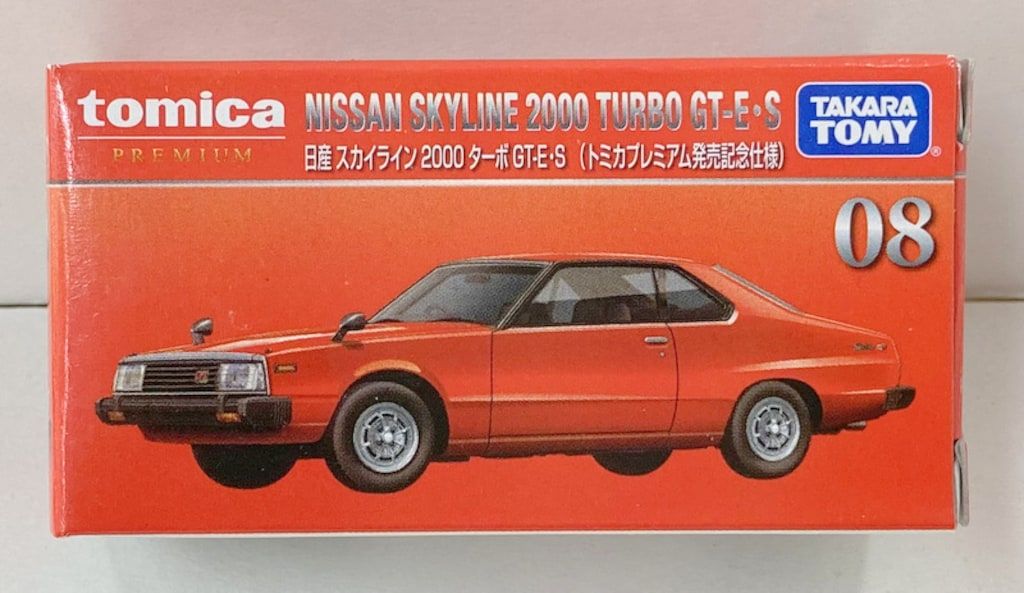 tomica
PREMIUM
NISSAN SKYLINE 2000 TURBO GT-E・S
日産 スカイライン 2000 ターボ GT-E・S （トミカプレミアム発売記念仕様）
TAKARA
TOMY®
08